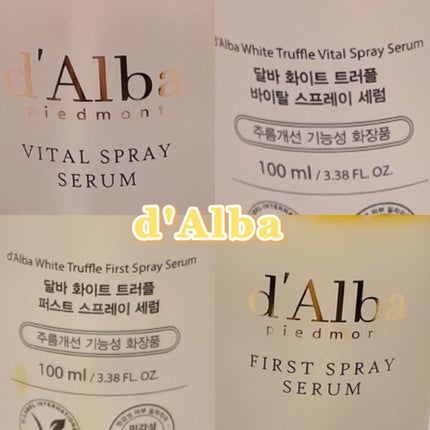 d'Alba
piedmont
VITAL SPRAY
SERUM
d'Alba White Truffle Vital Spray Serum
달바 화이트 트러플
바이탈 스프레이 세럼
주름개선 기능성 화장품
100 ml / 3.38 FL. OZ.
d'Alba
d'Alba White Truffle First Spray Serum
달바 화이트 트러플
퍼스트 스프레이 세럼
주름개선 기능성 화장품
100 ml / 3.38 FL. OZ.
d'Alba
piedmont
FIRST SPRAY
SERUM